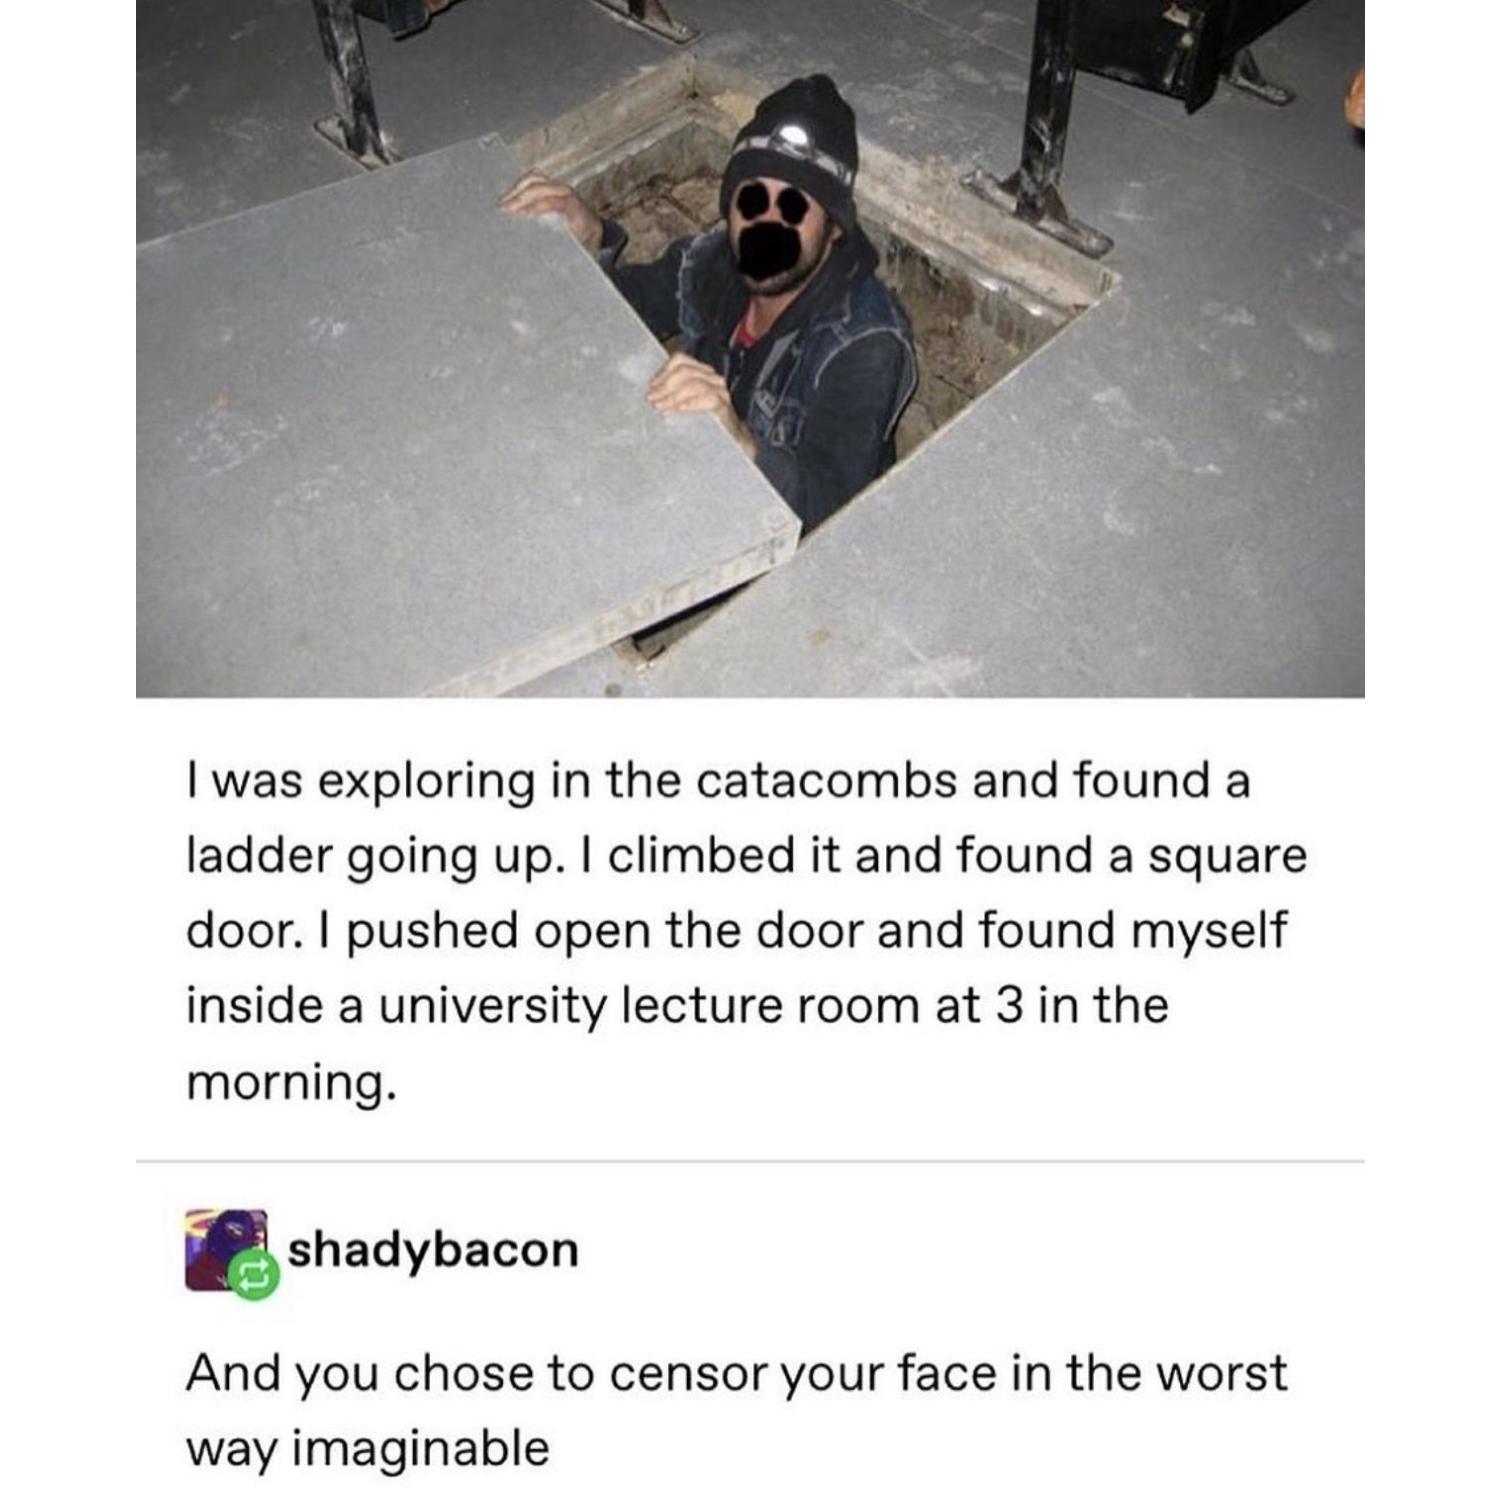 I was exploring in the catacombs and found a
ladder going up. I climbed it and found a square
door. I pushed open the door and found myself
inside a university lecture room at 3 in the
morning.
shadybacon
And you chose to censor your face in the worst
way imaginable